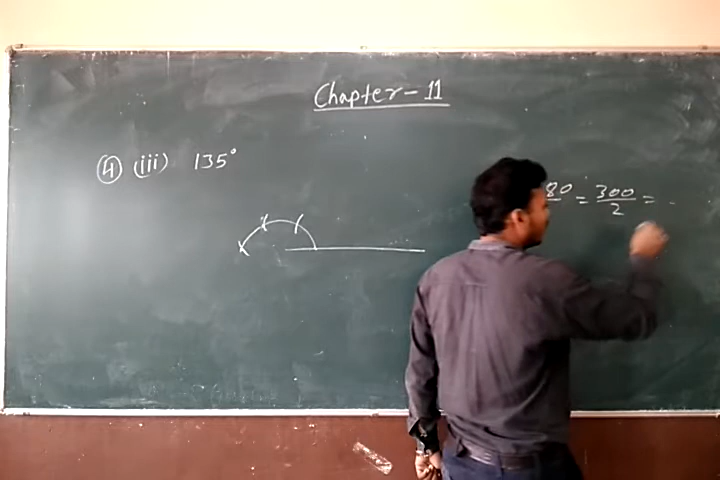 Chapter - 11
4 (iii) 135°
80 = 300/2 =